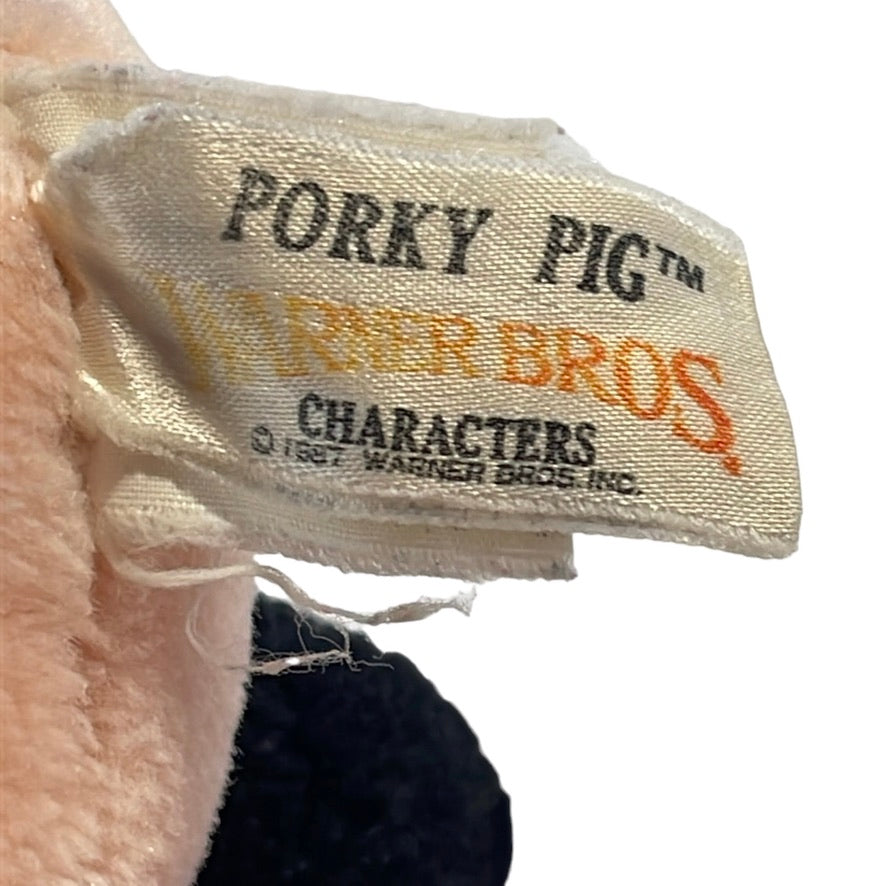 PORKY PIG™
WARNER BROS.
CHARACTERS
© 1987 WARNER BROS. INC.